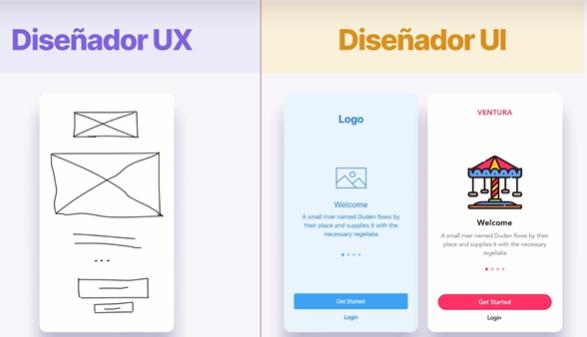 Diseñador UX
Diseñador UI
Logo
Welcome
A small river named Duden flows by
their place and supplies it with the
necessary regelialia
Get Started
Login
VENTURA
Welcome
A small river named Duden flows by their
place and supplies it with the necessary
regelialia
Get Started
Login